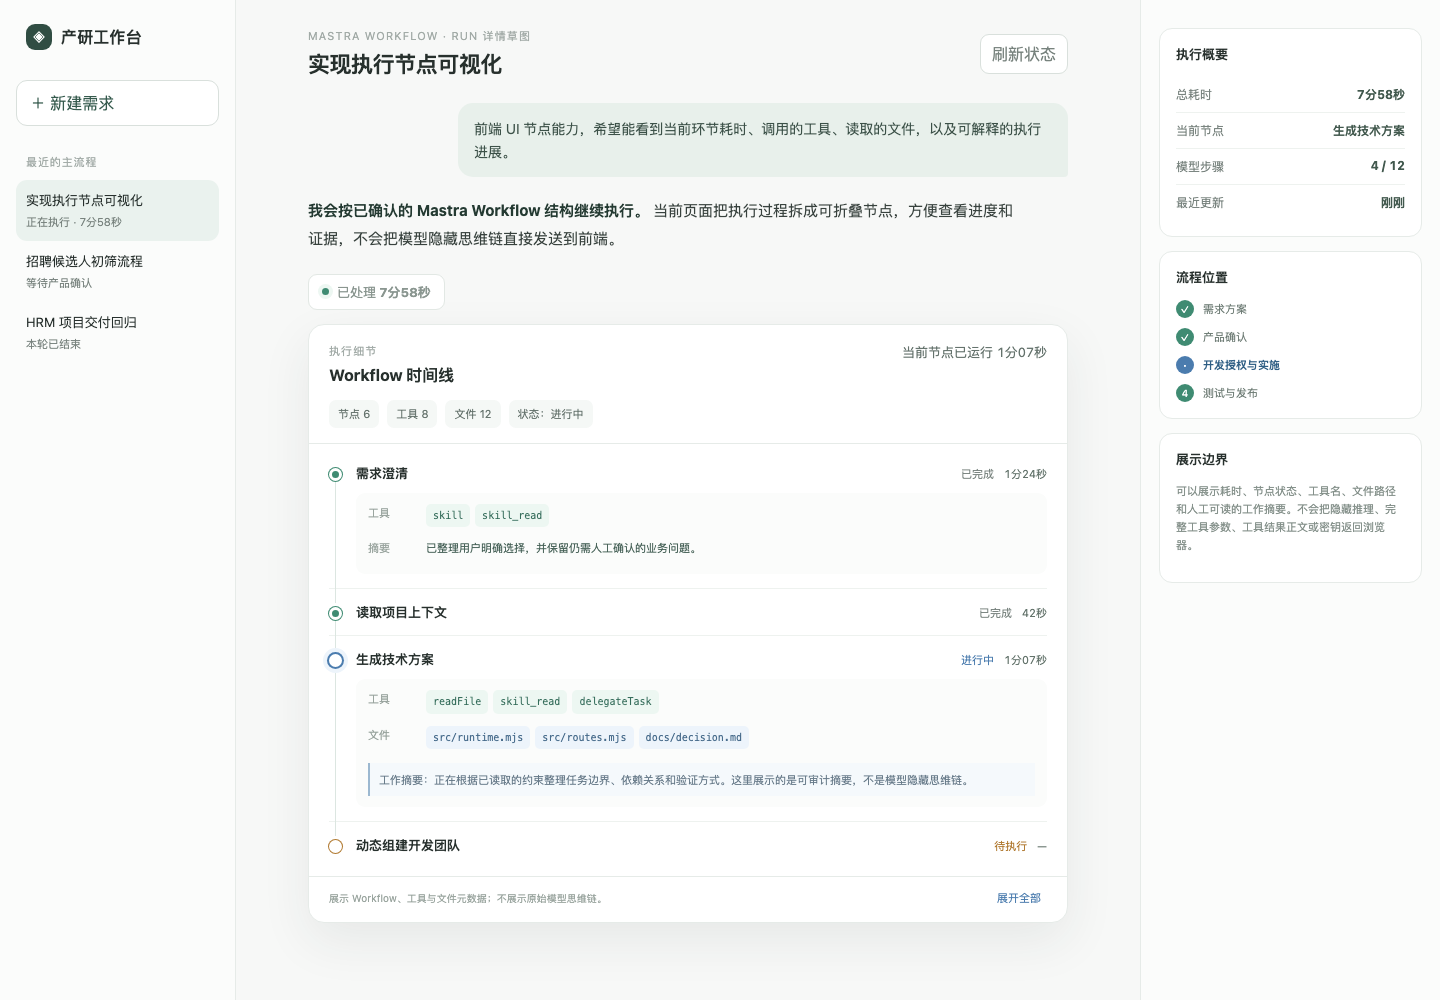 产研工作台
+ 新建需求
最近的主流程
实现执行节点可视化
正在执行 · 7分58秒
招聘候选人初筛流程
等待产品确认
HRM 项目交付回归
本轮已结束
MASTRA WORKFLOW · RUN 详情草图
实现执行节点可视化
刷新状态
前端 UI 节点能力，希望能看到当前环节耗时、调用的工具、读取的文件，以及可解释的执行
进展。
我会按已确认的 Mastra Workflow 结构继续执行。 当前页面把执行过程拆成可折叠节点，方便查看进度和
证据，不会把模型隐藏思维链直接发送到前端。
已处理 7分58秒
执行细节
当前节点已运行 1分07秒
Workflow 时间线
节点 6 工具 8 文件 12 状态：进行中
需求澄清 已完成 1分24秒
工具 skill skill_read
摘要 已整理用户明确选择，并保留仍需人工确认的业务问题。
读取项目上下文 已完成 42秒
生成技术方案 进行中 1分07秒
工具 readFile skill_read delegateTask
文件 src/runtime.mjs src/routes.mjs docs/decision.md
工作摘要：正在根据已读取的约束整理任务边界、依赖关系和验证方式。这里展示的是可审计摘要，不是模型隐藏思维链。
动态组建开发团队 待执行 —
展示 Workflow、工具与文件元数据；不展示原始模型思维链。 展开全部
执行概要
总耗时 7分58秒
当前节点 生成技术方案
模型步骤 4 / 12
最近更新 刚刚
流程位置
✓ 需求方案
✓ 产品确认
· 开发授权与实施
4 测试与发布
展示边界
可以展示耗时、节点状态、工具名、文件路径
和人工可读的工作摘要。不会把隐藏推理、完
整工具参数、工具结果正文或密钥返回浏览
器。